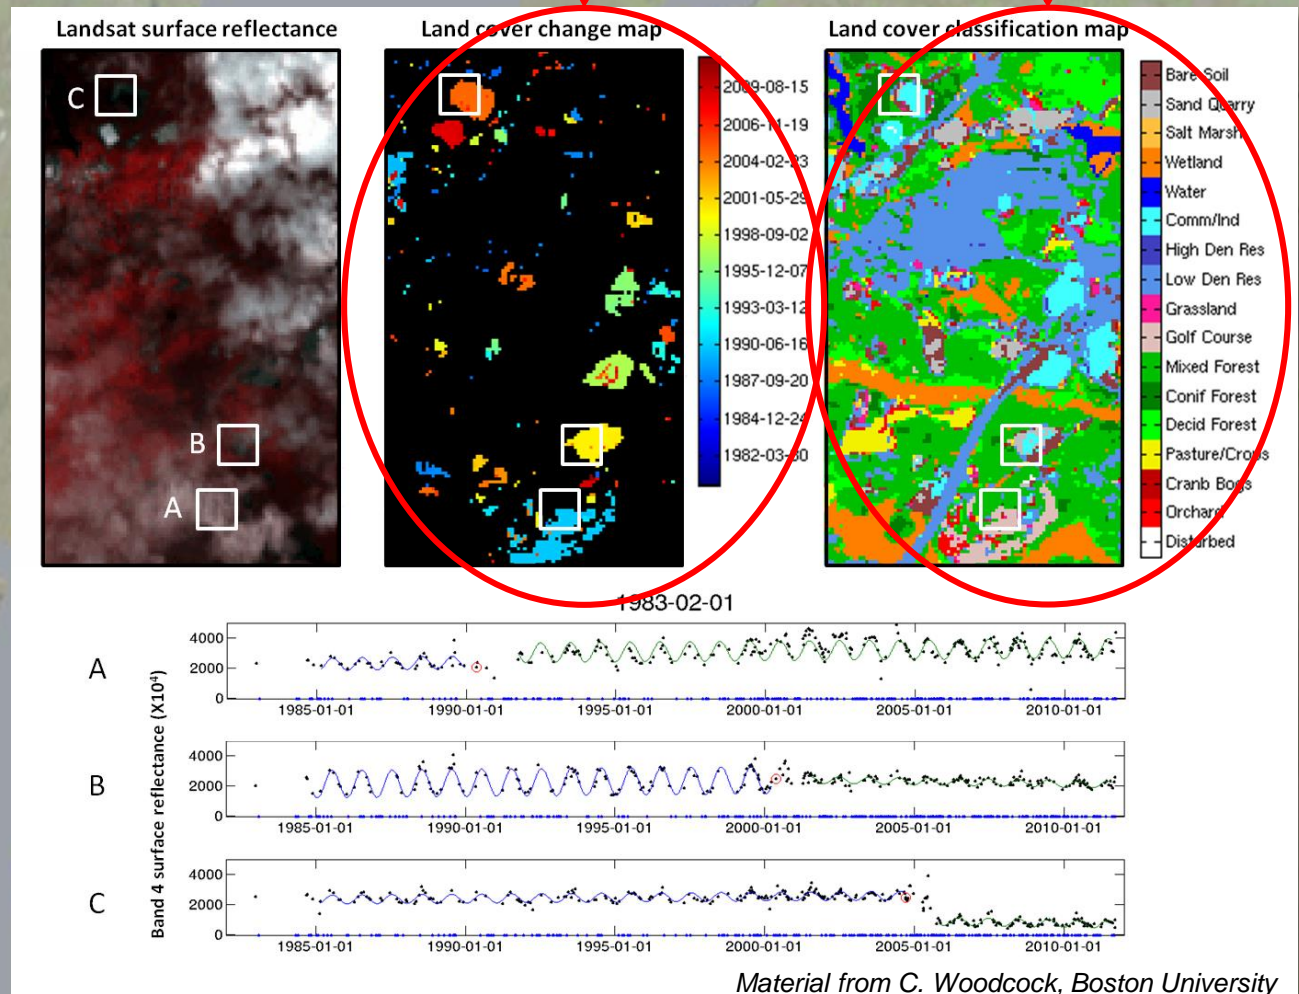 Landsat surface reflectance
Land cover change map
Land cover classification map
C
B
A
2009-08-15
2006-11-19
2004-02-23
2001-05-29
1998-09-02
1995-12-07
1993-03-12
1990-06-16
1987-09-20
1984-12-24
1982-03-30
Bare Soil
Sand Quarry
Salt Marsh
Wetland
Water
Comm/Ind
High Den Res
Low Den Res
Grassland
Golf Course
Mixed Forest
Conif Forest
Decid Forest
Pasture/Crops
Cranb Bogs
Orchard
Disturbed
1983-02-01
Band 4 surface reflectance (X10⁴)
A
4000
2000
0
1985-01-01 1990-01-01 1995-01-01 2000-01-01 2005-01-01 2010-01-01
B
4000
2000
0
1985-01-01 1990-01-01 1995-01-01 2000-01-01 2005-01-01 2010-01-01
C
4000
2000
0
1985-01-01 1990-01-01 1995-01-01 2000-01-01 2005-01-01 2010-01-01
Material from C. Woodcock, Boston University